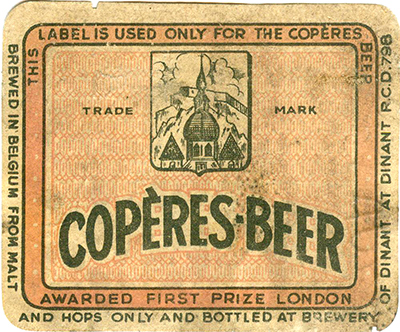 THIS LABEL IS USED ONLY FOR THE COPÈRES BEER
BREWED IN BELGIUM FROM MALT AND HOPS ONLY AND BOTTLED AT BREWERY OF DINANT AT DINANT R.C.D. 798
TRADE MARK
COPÈRES-BEER
AWARDED FIRST PRIZE LONDON